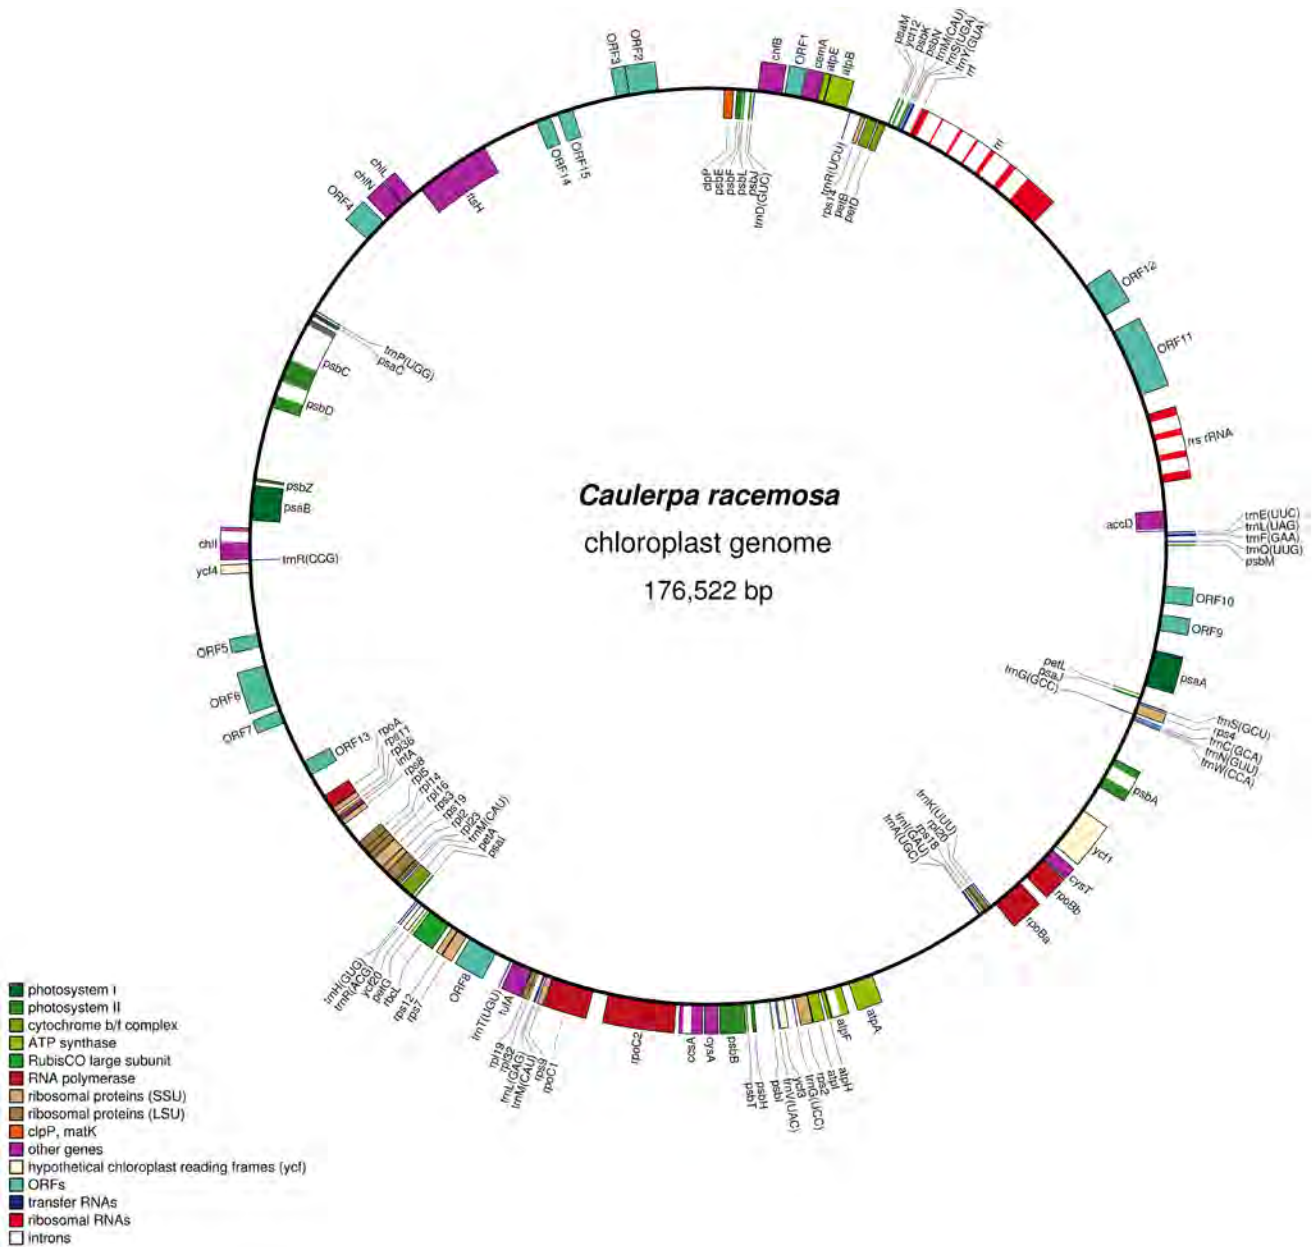 Caulerpa racemosa
chloroplast genome
176,522 bp
psaM
ycf12
psbK
psbN
trnM(CAU)
trnS(UGA)
trnY(GUA)
rrf
rrl
ORF12
ORF11
rrs rRNA
accD
trnE(UUC)
trnL(UAG)
trnF(GAA)
trnQ(UUG)
psbM
ORF10
ORF9
psaA
petL
psaJ
trnG(GCC)
trnS(GCU)
rps4
trnC(GCA)
trnN(GUU)
trnW(CCA)
psbA
ycf1
cysT
rpoBb
rpoBa
trnK(UUU)
rpl20
rps18
trnI(GAU)
trnA(UGC)
atpA
atpF
atpH
atpI
rps2
trnG(UCC)
ycf3
trnV(UAC)
psbI
psbH
psbT
psbB
cysA
ccsA
rpoC2
rpoC1
rps9
trnM(CAU)
trnL(GAG)
rpl32
rpl19
tufA
trnT(UGU)
ORF8
rps7
rps12
rbcL
petG
ycf20
trnR(ACG)
trnH(GUG)
psaI
petA
trnM(CAU)
rpl23
rpl2
rps19
rps3
rpl16
rpl14
rpl5
rps8
infA
rpl36
rps11
rpoA
ORF13
ORF7
ORF6
ORF5
ycf4
trnR(CCG)
chlI
psaB
psbZ
psbD
psbC
psaC
trnP(UGG)
ORF4
chlN
chlL
ftsH
ORF14
ORF15
ORF3
ORF2
clpP
psbE
psbF
psbL
psbJ
trnD(GUC)
chlB
ORF1
cemA
atpE
atpB
trnR(UCU)
rps14
petB
petD
photosystem I
photosystem II
cytochrome b/f complex
ATP synthase
RubisCO large subunit
RNA polymerase
ribosomal proteins (SSU)
ribosomal proteins (LSU)
clpP, matK
other genes
hypothetical chloroplast reading frames (ycf)
ORFs
transfer RNAs
ribosomal RNAs
introns